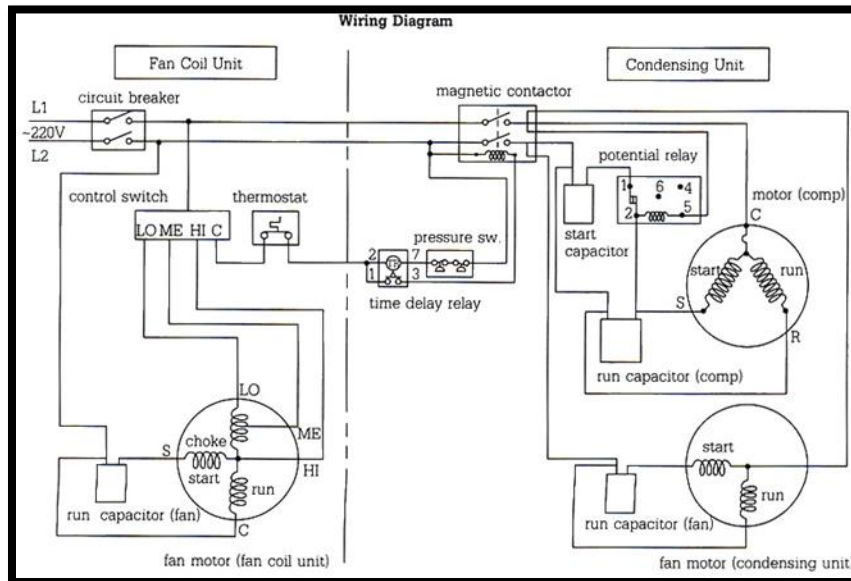 Wiring Diagram
Fan Coil Unit
Condensing Unit
circuit breaker
magnetic contactor
L1
~220V
L2
potential relay
1 6 4
2 5
motor (comp)
C
control switch
thermostat
LO ME HI C
start capacitor
pressure sw.
2 7
1 3
time delay relay
start
run
S
R
run capacitor (comp)
LO
ME
choke
S
start
HI
run
C
run capacitor (fan)
fan motor (fan coil unit)
start
run
run capacitor (fan)
fan motor (condensing unit)